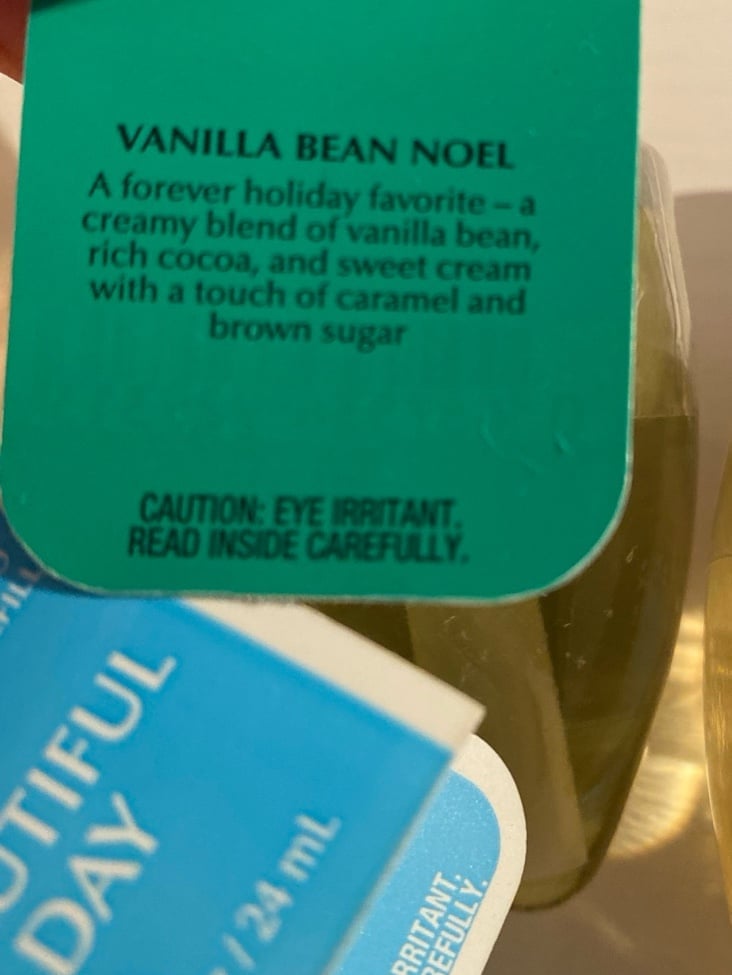 VANILLA BEAN NOEL
A forever holiday favorite – a
creamy blend of vanilla bean,
rich cocoa, and sweet cream
with a touch of caramel and
brown sugar
CAUTION: EYE IRRITANT.
READ INSIDE CAREFULLY.
UTIFUL
DAY
/ 24 mL
RRITANT:
REFULLY.